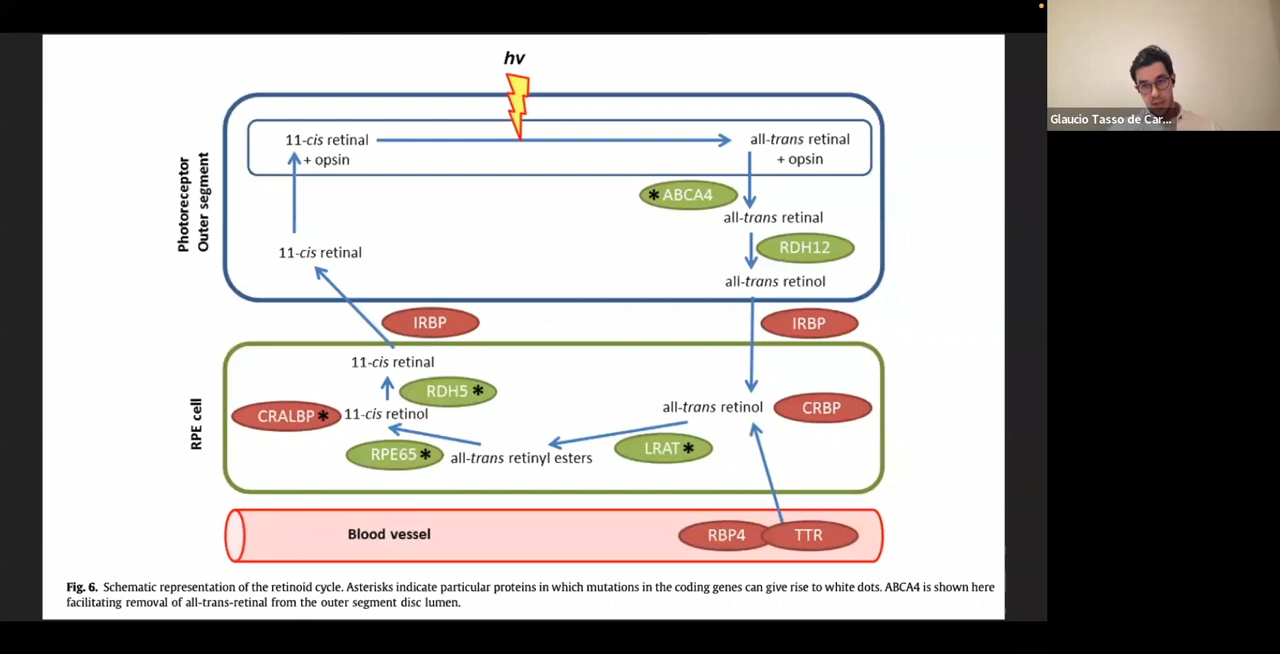 hv
11-cis retinal
+ opsin
all-trans retinal
+ opsin
Photoreceptor
Outer segment
*ABCA4
all-trans retinal
RDH12
11-cis retinal
all-trans retinol
IRBP
IRBP
RPE cell
11-cis retinal
RDH5*
CRALBP*
11-cis retinol
all-trans retinol
CRBP
RPE65*
all-trans retinyl esters
LRAT*
Blood vessel
RBP4
TTR
Fig. 6. Schematic representation of the retinoid cycle. Asterisks indicate particular proteins in which mutations in the coding genes can give rise to white dots. ABCA4 is shown here
facilitating removal of all-trans-retinal from the outer segment disc lumen.
Glaucio Tasso de Car...